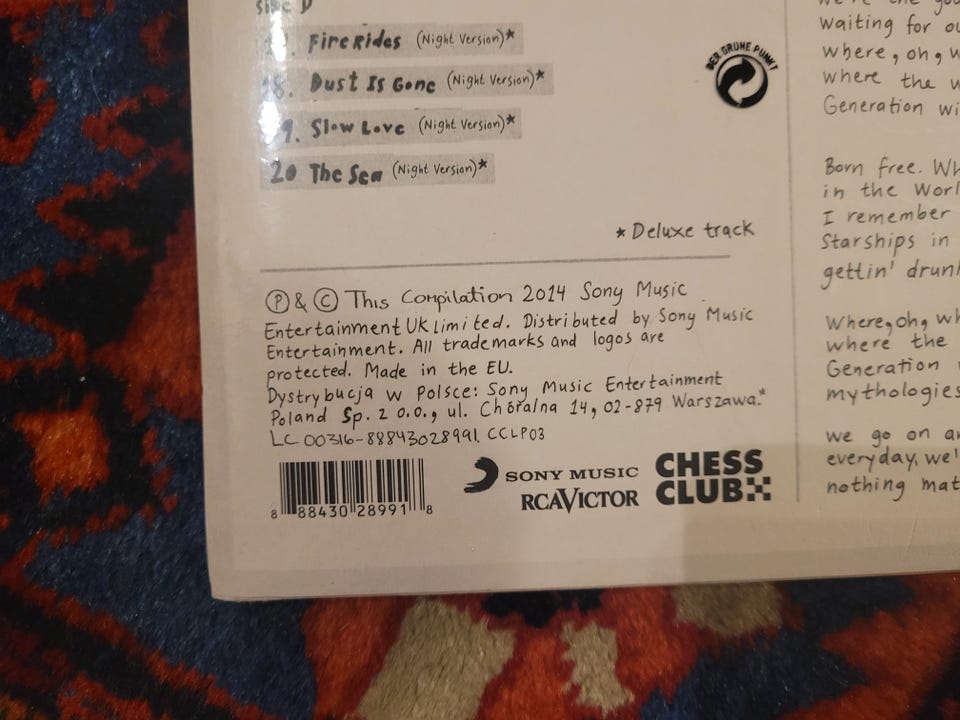 side D
17. Fire Rides (Night Version)*
18. Dust Is Gone (Night Version)*
19. Slow Love (Night Version)*
20 The Sea (Night Version)*
* Deluxe track
DER GRÜNE PUNKT
Ⓟ & © This Compilation 2014 Sony Music
Entertainment UK Limited. Distributed by Sony Music
Entertainment. All trademarks and logos are
protected. Made in the EU.
Dystrybucja w Polsce: Sony Music Entertainment
Poland Sp. z o.o., ul. Chóralna 14, 02-879 Warszawa."
LC 00316-88843028991. CCLP03
8 88430 28991 8
SONY MUSIC
RCA VICTOR
CHESS
CLUB
waiting for
where, oh,
where the
Generation
Born free.
in the
I remember
Starships in
gettin'
Where, oh,
where the
Generation
mythologies
we go on
everyday, we'
nothing